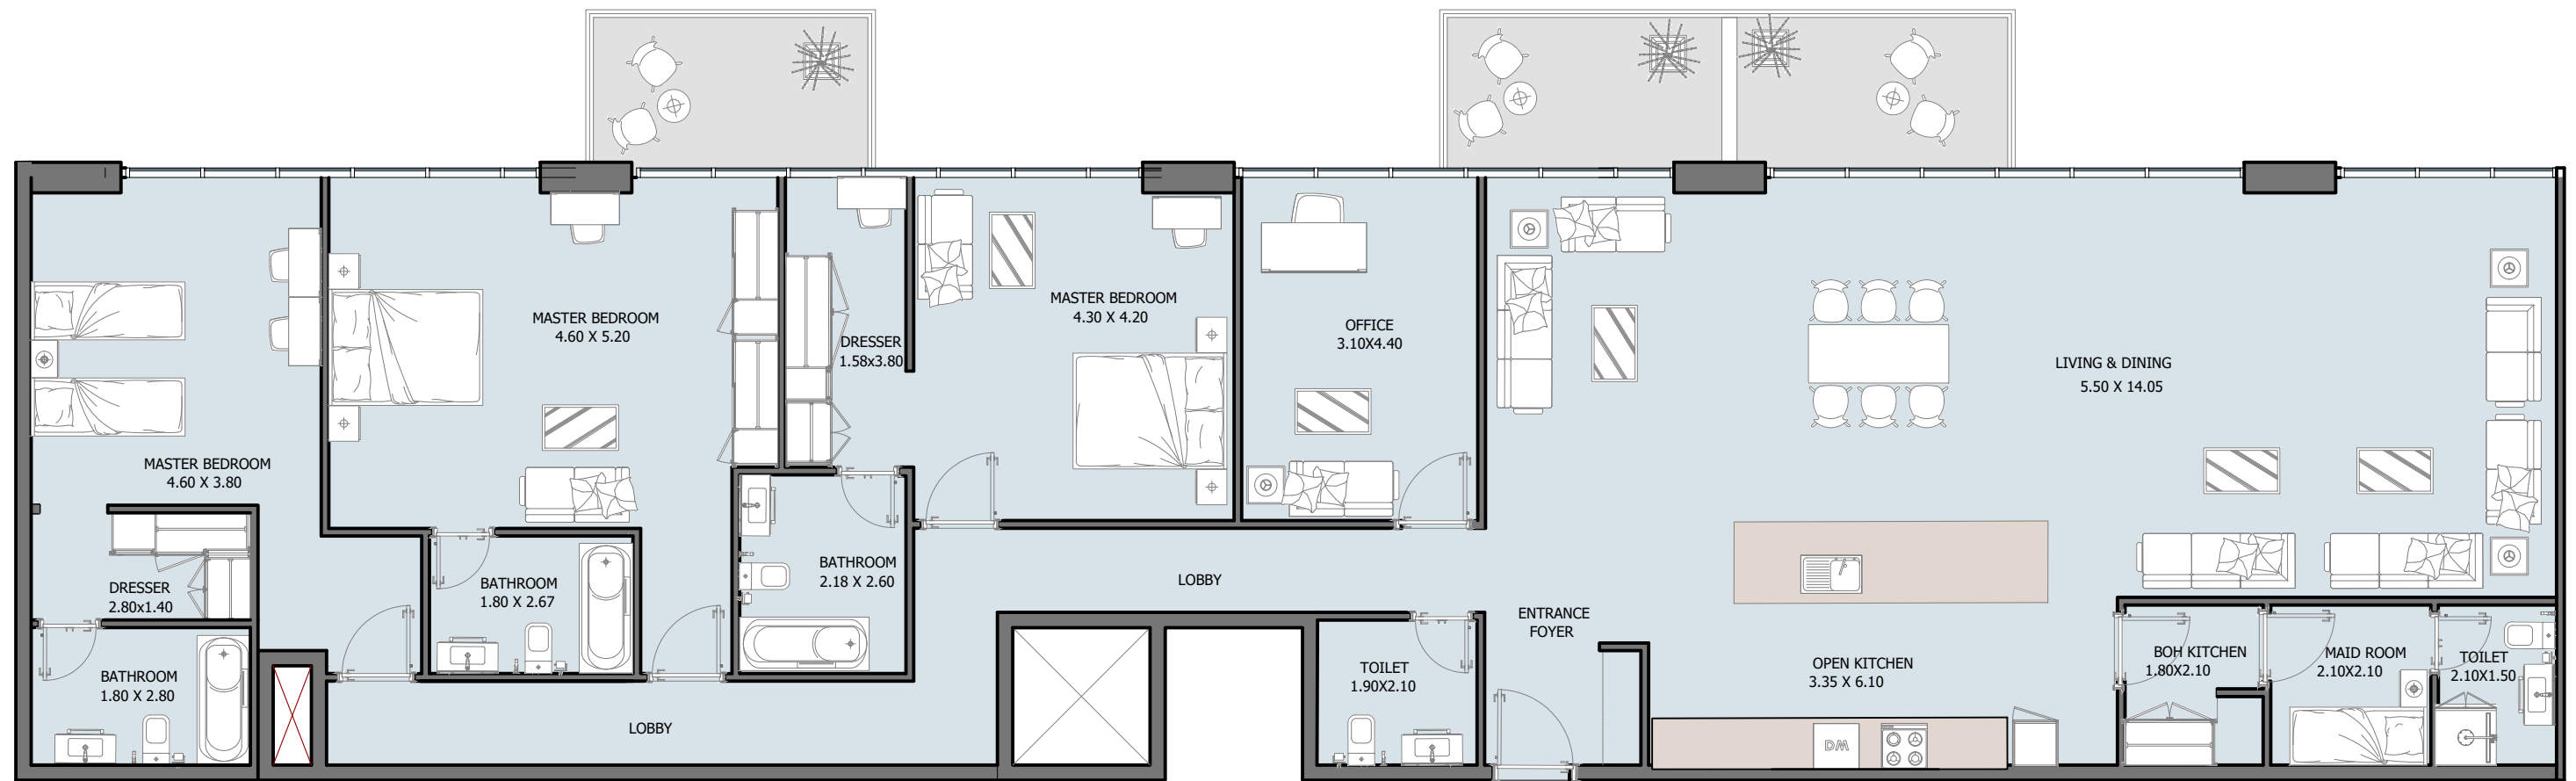 MASTER BEDROOM
4.60 X 3.80
DRESSER
2.80x1.40
BATHROOM
1.80 X 2.80
MASTER BEDROOM
4.60 X 5.20
BATHROOM
1.80 X 2.67
LOBBY
DRESSER
1.58x3.80
BATHROOM
2.18 X 2.60
MASTER BEDROOM
4.30 X 4.20
OFFICE
3.10X4.40
LOBBY
TOILET
1.90X2.10
ENTRANCE
FOYER
LIVING & DINING
5.50 X 14.05
OPEN KITCHEN
3.35 X 6.10
DW
BOH KITCHEN
1.80X2.10
MAID ROOM
2.10X2.10
TOILET
2.10X1.50